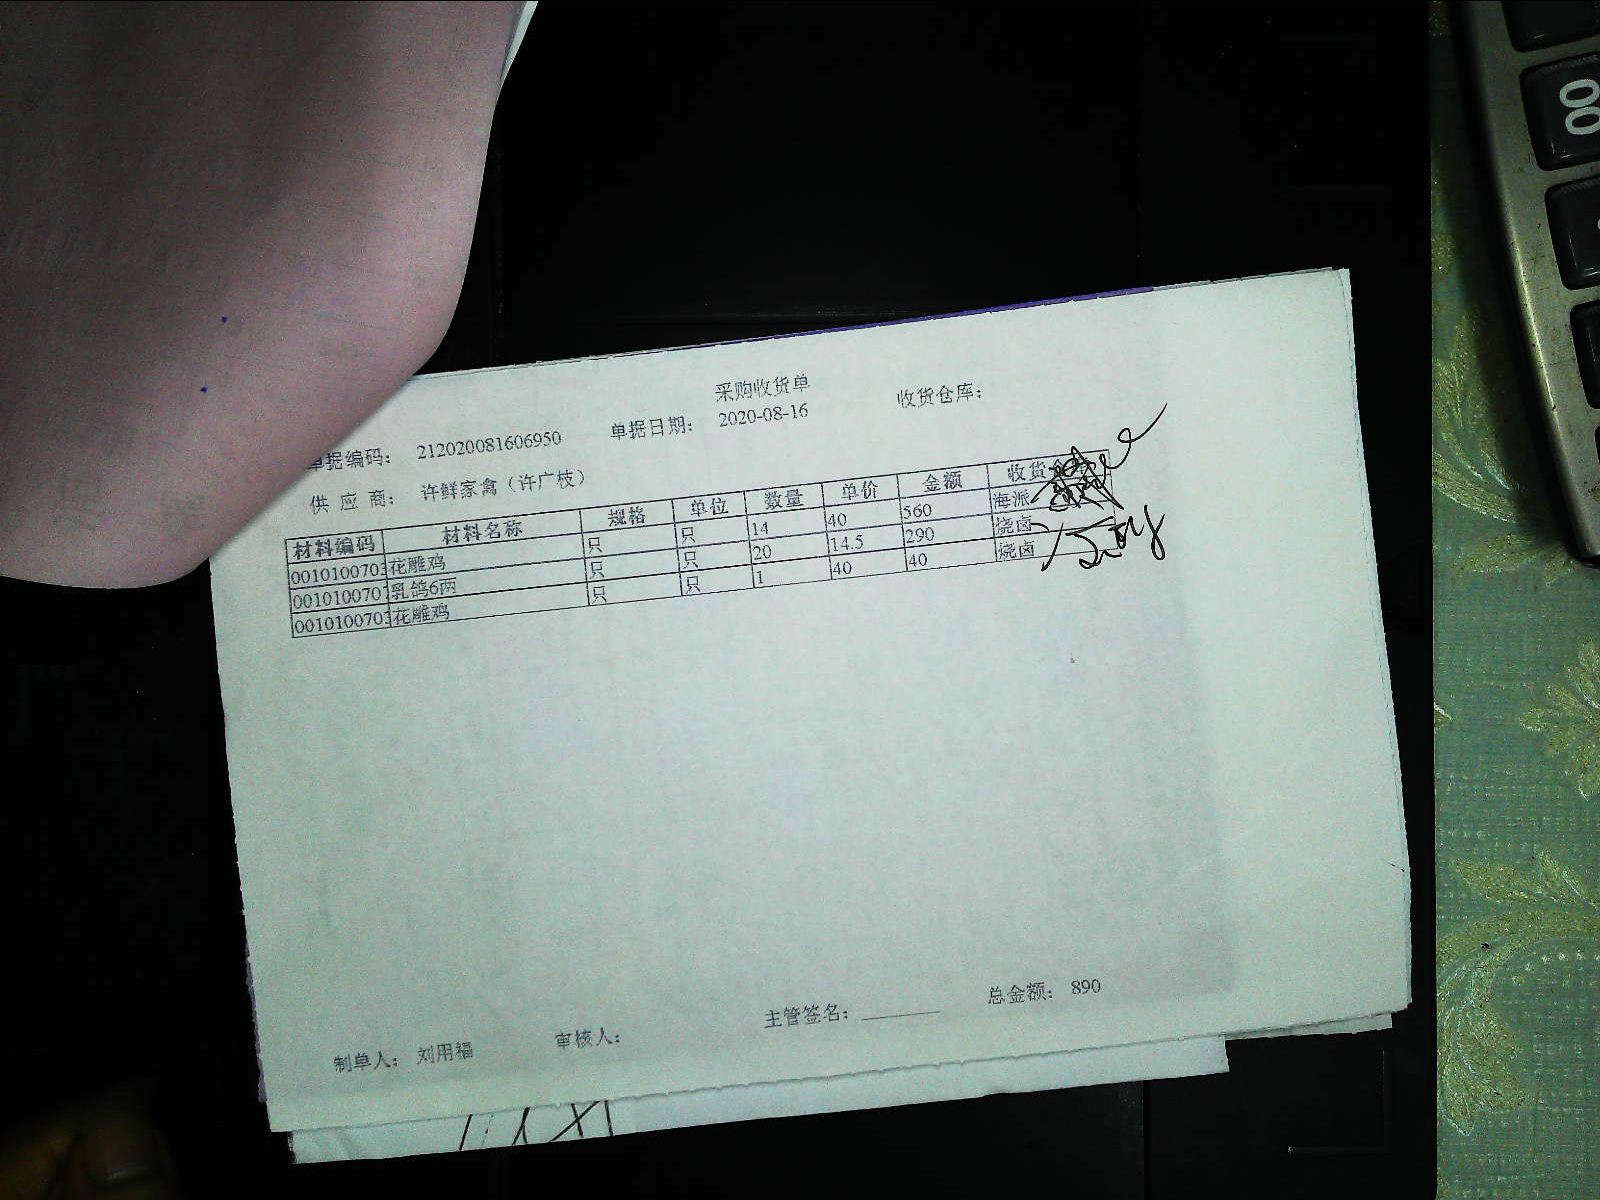 采购收货单
单据编码： 212020081606950 单据日期： 2020-08-16 收货仓库：
供 应 商： 许鲜家禽（许广枝）
材料编码 材料名称 规格 单位 数量 单价 金额 收货
0010100703 花雕鸡 只 只 14 40 560 海派
001010070 乳鸽6两 只 只 20 14.5 290 烧卤
0010100703 花雕鸡 只 只 1 40 40 烧卤
制单人： 刘用福 审核人： 主管签名： 总金额： 890
00